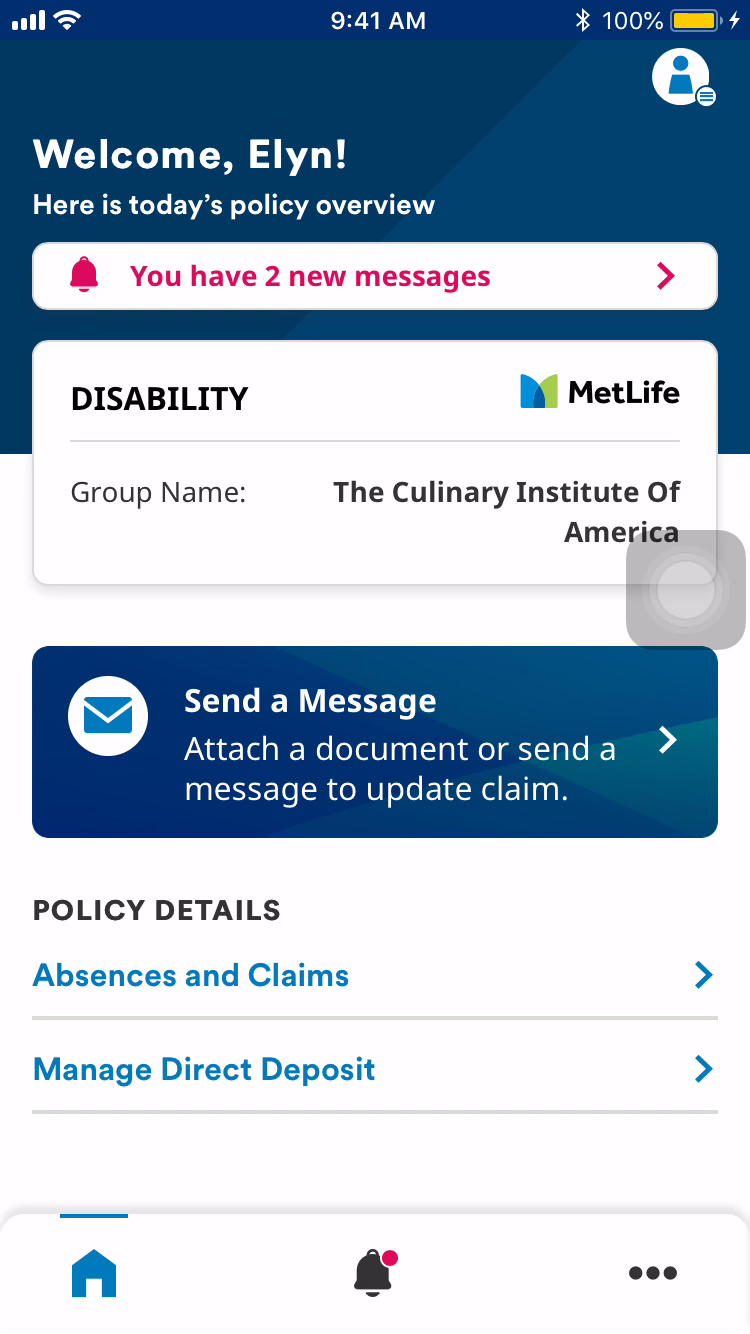 9:41 AM 100%
Welcome, Elyn!
Here is today’s policy overview
You have 2 new messages
DISABILITY MetLife
Group Name: The Culinary Institute Of
America
Send a Message
Attach a document or send a
message to update claim.
POLICY DETAILS
Absences and Claims
Manage Direct Deposit